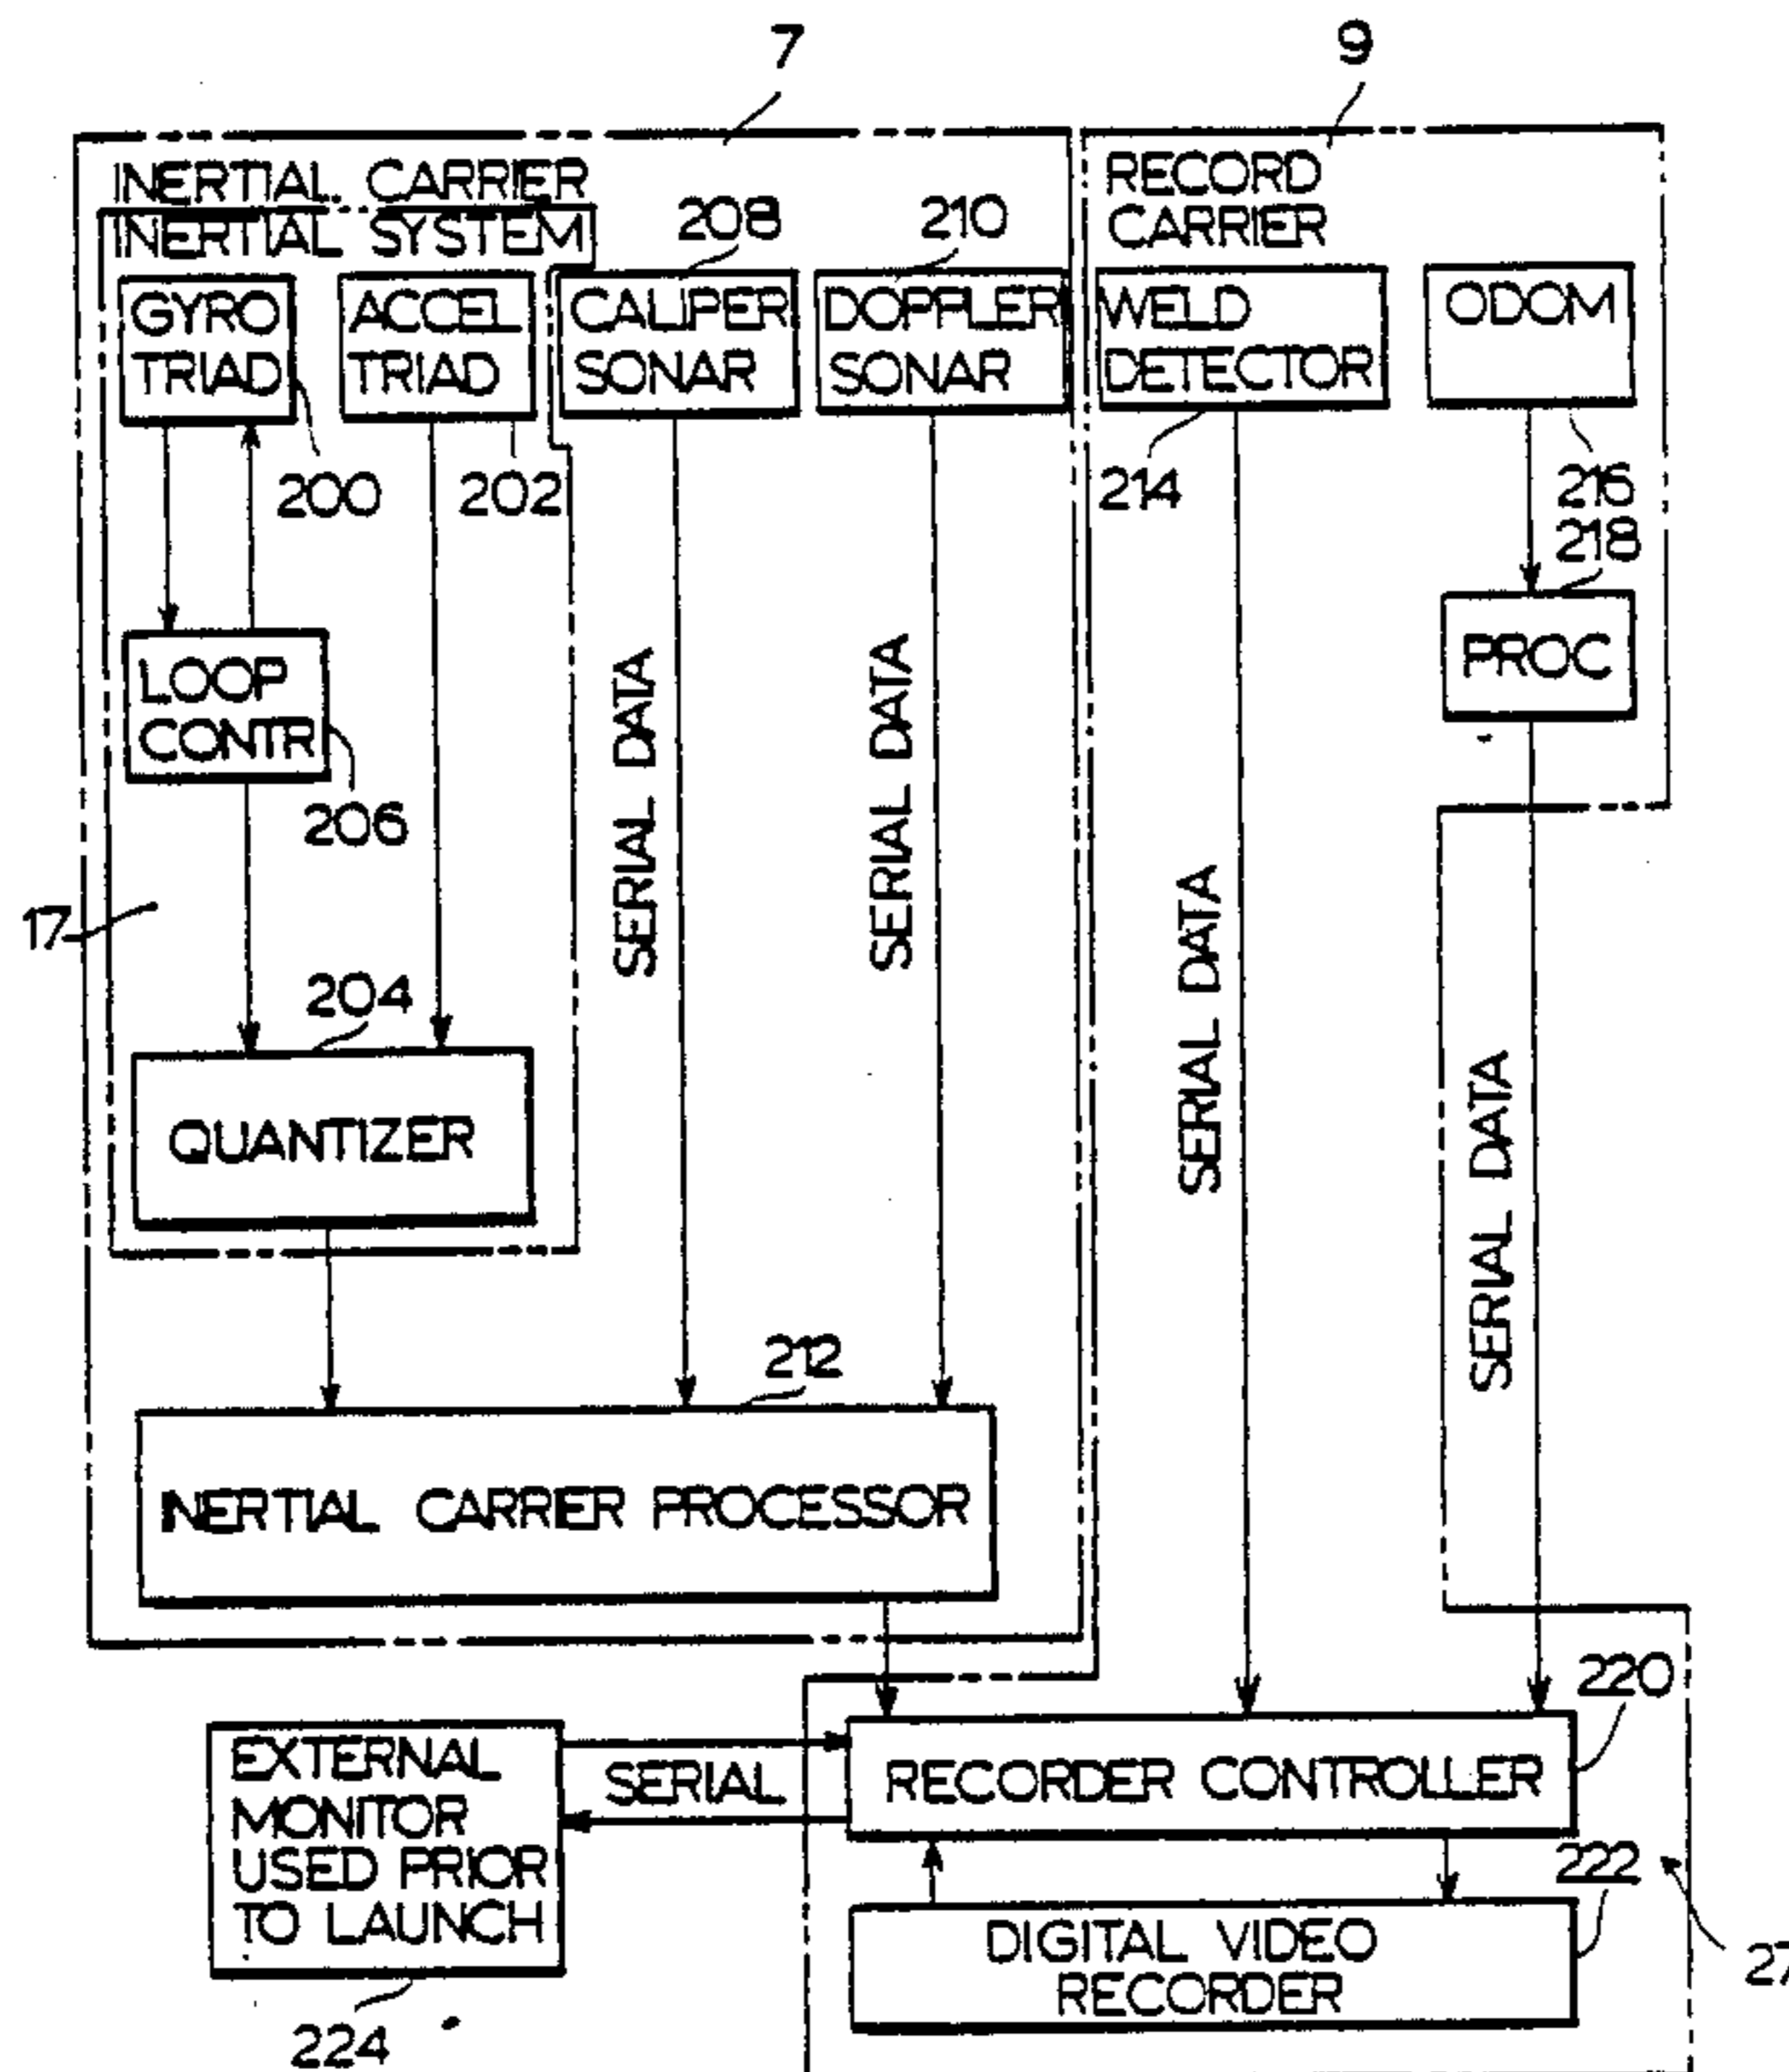 7
9
INERTIAL CARRIER
RECORD
CARRIER
INERTIAL SYSTEM
208
210
GYRO
TRIAD
ACCEL
TRIAD
CALIPER
SONAR
DOPPLER
SONAR
WELD
DETECTOR
ODOM
200
202
214
216
218
LOOP
CONTR
PROC
206
SERIAL DATA
SERIAL DATA
SERIAL DATA
SERIAL DATA
17
204
QUANTIZER
212
INERTIAL CARRIER PROCESSOR
220
EXTERNAL
MONITOR
USED PRIOR
TO LAUNCH
SERIAL
RECORDER CONTROLLER
222
DIGITAL VIDEO
RECORDER
27
224